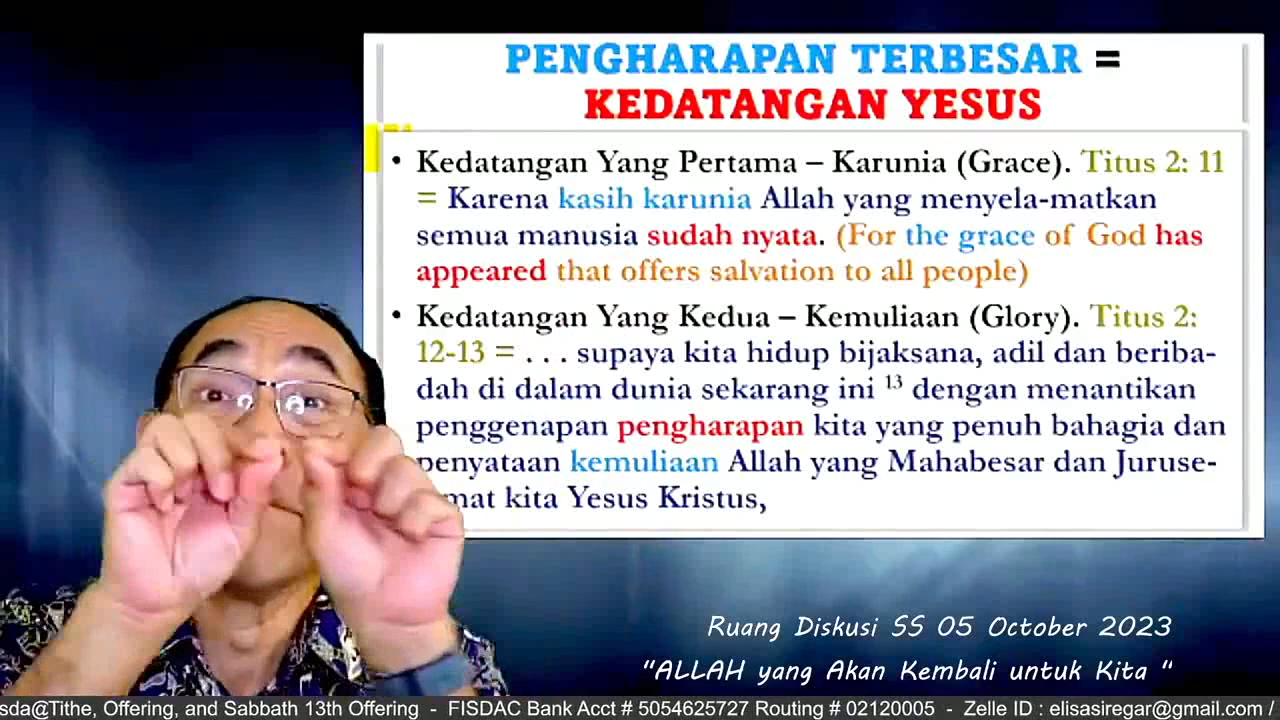 PENGHARAPAN TERBESAR =
KEDATANGAN YESUS
• Kedatangan Yang Pertama – Karunia (Grace). Titus 2: 11
= Karena kasih karunia Allah yang menyela-matkan
semua manusia sudah nyata. (For the grace of God has
appeared that offers salvation to all people)
• Kedatangan Yang Kedua – Kemuliaan (Glory). Titus 2:
12-13 = . . . supaya kita hidup bijaksana, adil dan beriba-
dah di dalam dunia sekarang ini 13 dengan menantikan
penggenapan pengharapan kita yang penuh bahagia dan
penyataan kemuliaan Allah yang Mahabesar dan Juruse-
mat kita Yesus Kristus,
Ruang Diskusi SS 05 October 2023
"ALLAH yang Akan Kembali untuk Kita "
sda@Tithe, Offering, and Sabbath 13th Offering - FISDAC Bank Acct # 5054625727 Routing # 02120005 - Zelle ID : elisasiregar@gmail.com /